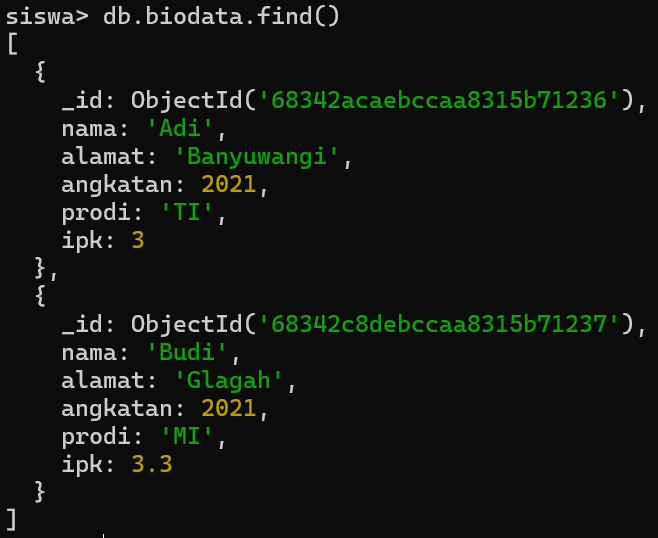 siswa> db.biodata.find()
[
  {
    _id: ObjectId('68342acaebccaa8315b71236'),
    nama: 'Adi',
    alamat: 'Banyuwangi',
    angkatan: 2021,
    prodi: 'TI',
    ipk: 3
  },
  {
    _id: ObjectId('68342c8debccaa8315b71237'),
    nama: 'Budi',
    alamat: 'Glagah',
    angkatan: 2021,
    prodi: 'MI',
    ipk: 3.3
  }
]